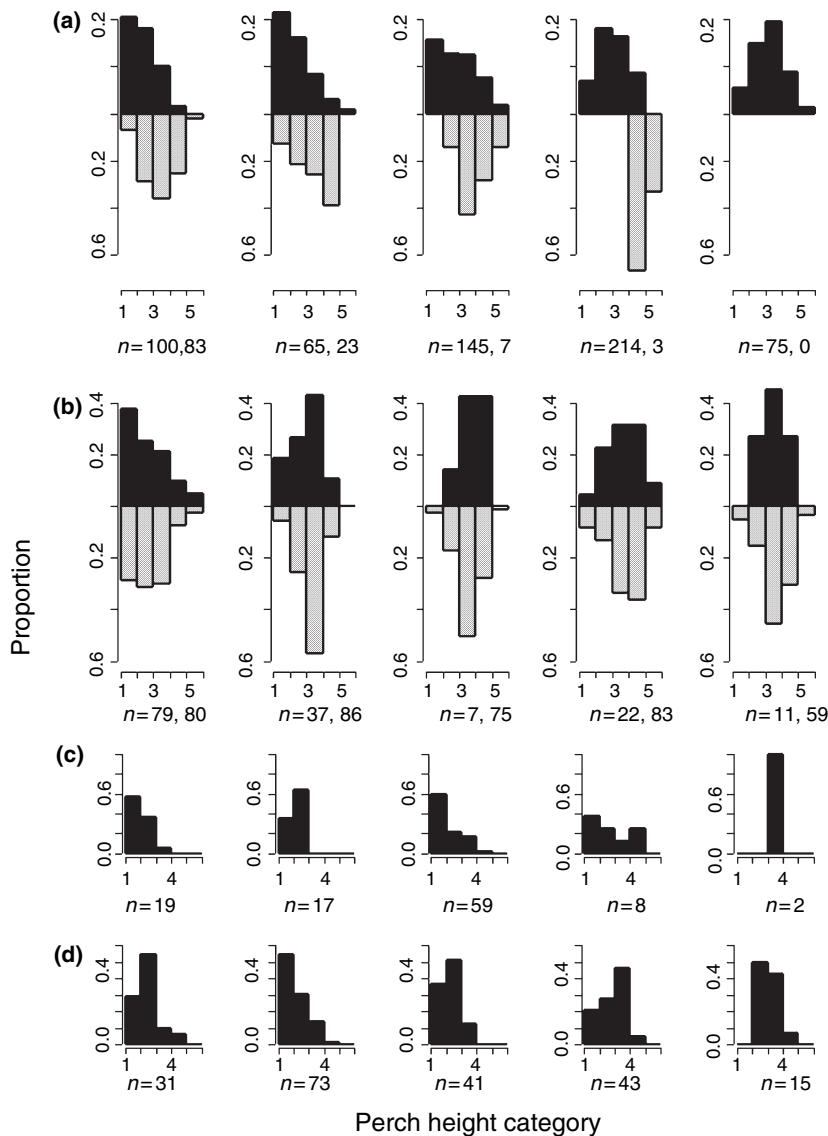 (a)
0.2
0.2
0.6
0.2
0.2
0.6
0.2
0.2
0.6
0.2
0.2
0.6
0.2
0.2
0.6
1 3 5
1 3 5
1 3 5
1 3 5
1 3 5
n=100,83
n=65, 23
n=145, 7
n=214, 3
n=75, 0
(b)
0.4
0.2
0.2
0.6
0.4
0.2
0.2
0.6
0.4
0.2
0.2
0.6
0.4
0.2
0.2
0.6
0.4
0.2
0.2
0.6
1 3 5
1 3 5
1 3 5
1 3 5
1 3 5
n=79, 80
n=37, 86
n=7, 75
n=22, 83
n=11, 59
Proportion
(c)
0.6
0.0
0.6
0.0
0.6
0.0
0.6
0.0
0.6
0.0
1 4
1 4
1 4
1 4
1 4
n=19
n=17
n=59
n=8
n=2
(d)
0.4
0.0
0.4
0.0
0.4
0.0
0.4
0.0
0.4
0.0
1 4
1 4
1 4
1 4
1 4
n=31
n=73
n=41
n=43
n=15
Perch height category